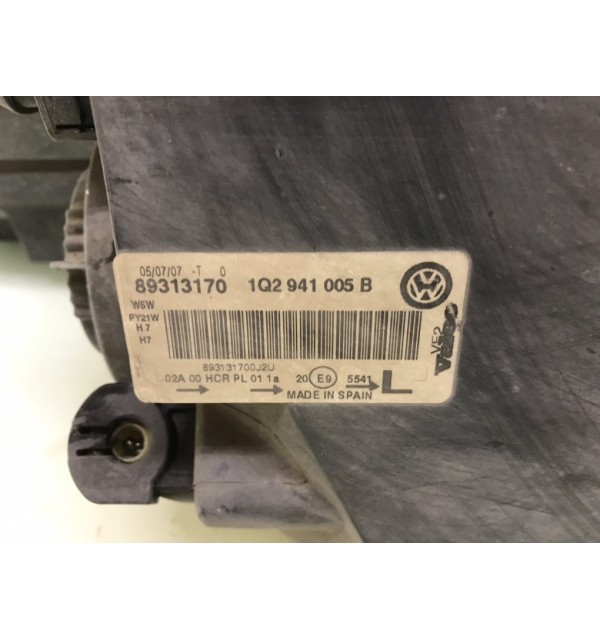 05/07/07 -T 0
89313170 1Q2 941 005 B
W5W
PY21W
H 7
H7
VE2
893131700J2U
02A 00 HCR PL 01 1a 20 E9 5541 L
MADE IN SPAIN